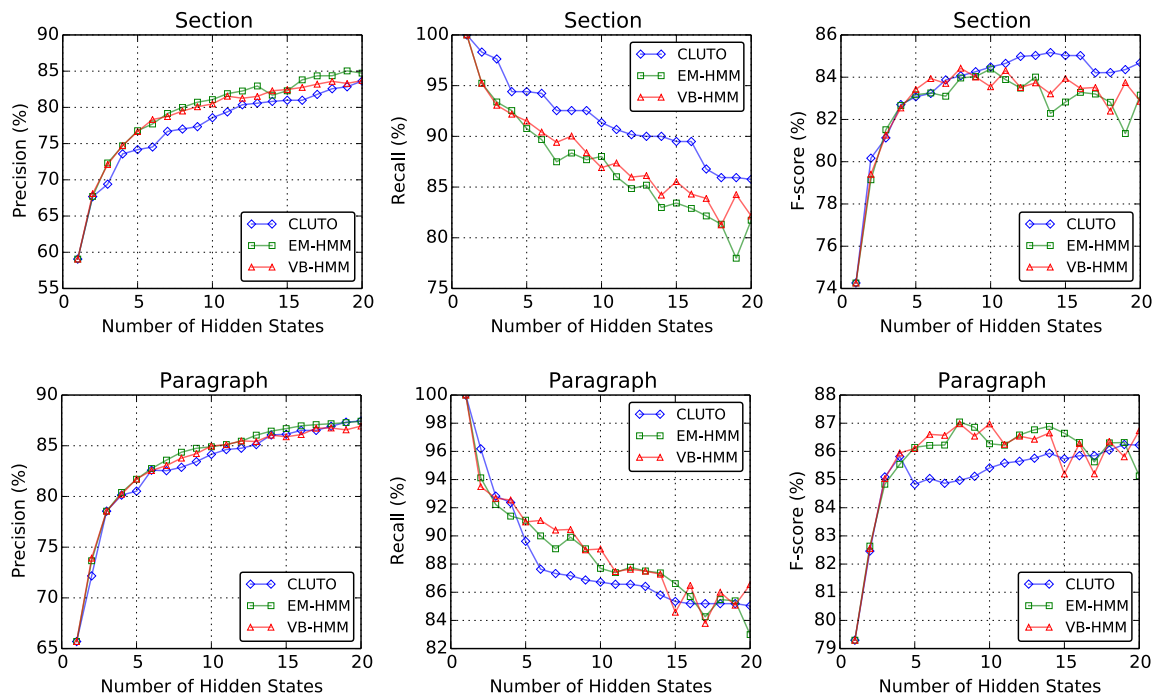 Section
Precision (%)
90
85
80
75
70
65
60
55
0
5
10
15
20
CLUTO
EM-HMM
VB-HMM
Number of Hidden States
Section
Recall (%)
100
95
90
85
80
75
0
5
10
15
20
CLUTO
EM-HMM
VB-HMM
Number of Hidden States
Section
F-score (%)
86
84
82
80
78
76
74
0
5
10
15
20
CLUTO
EM-HMM
VB-HMM
Number of Hidden States
Paragraph
Precision (%)
90
85
80
75
70
65
0
5
10
15
20
CLUTO
EM-HMM
VB-HMM
Number of Hidden States
Paragraph
Recall (%)
100
98
96
94
92
90
88
86
84
82
0
5
10
15
20
CLUTO
EM-HMM
VB-HMM
Number of Hidden States
Paragraph
F-score (%)
88
87
86
85
84
83
82
81
80
79
0
5
10
15
20
CLUTO
EM-HMM
VB-HMM
Number of Hidden States